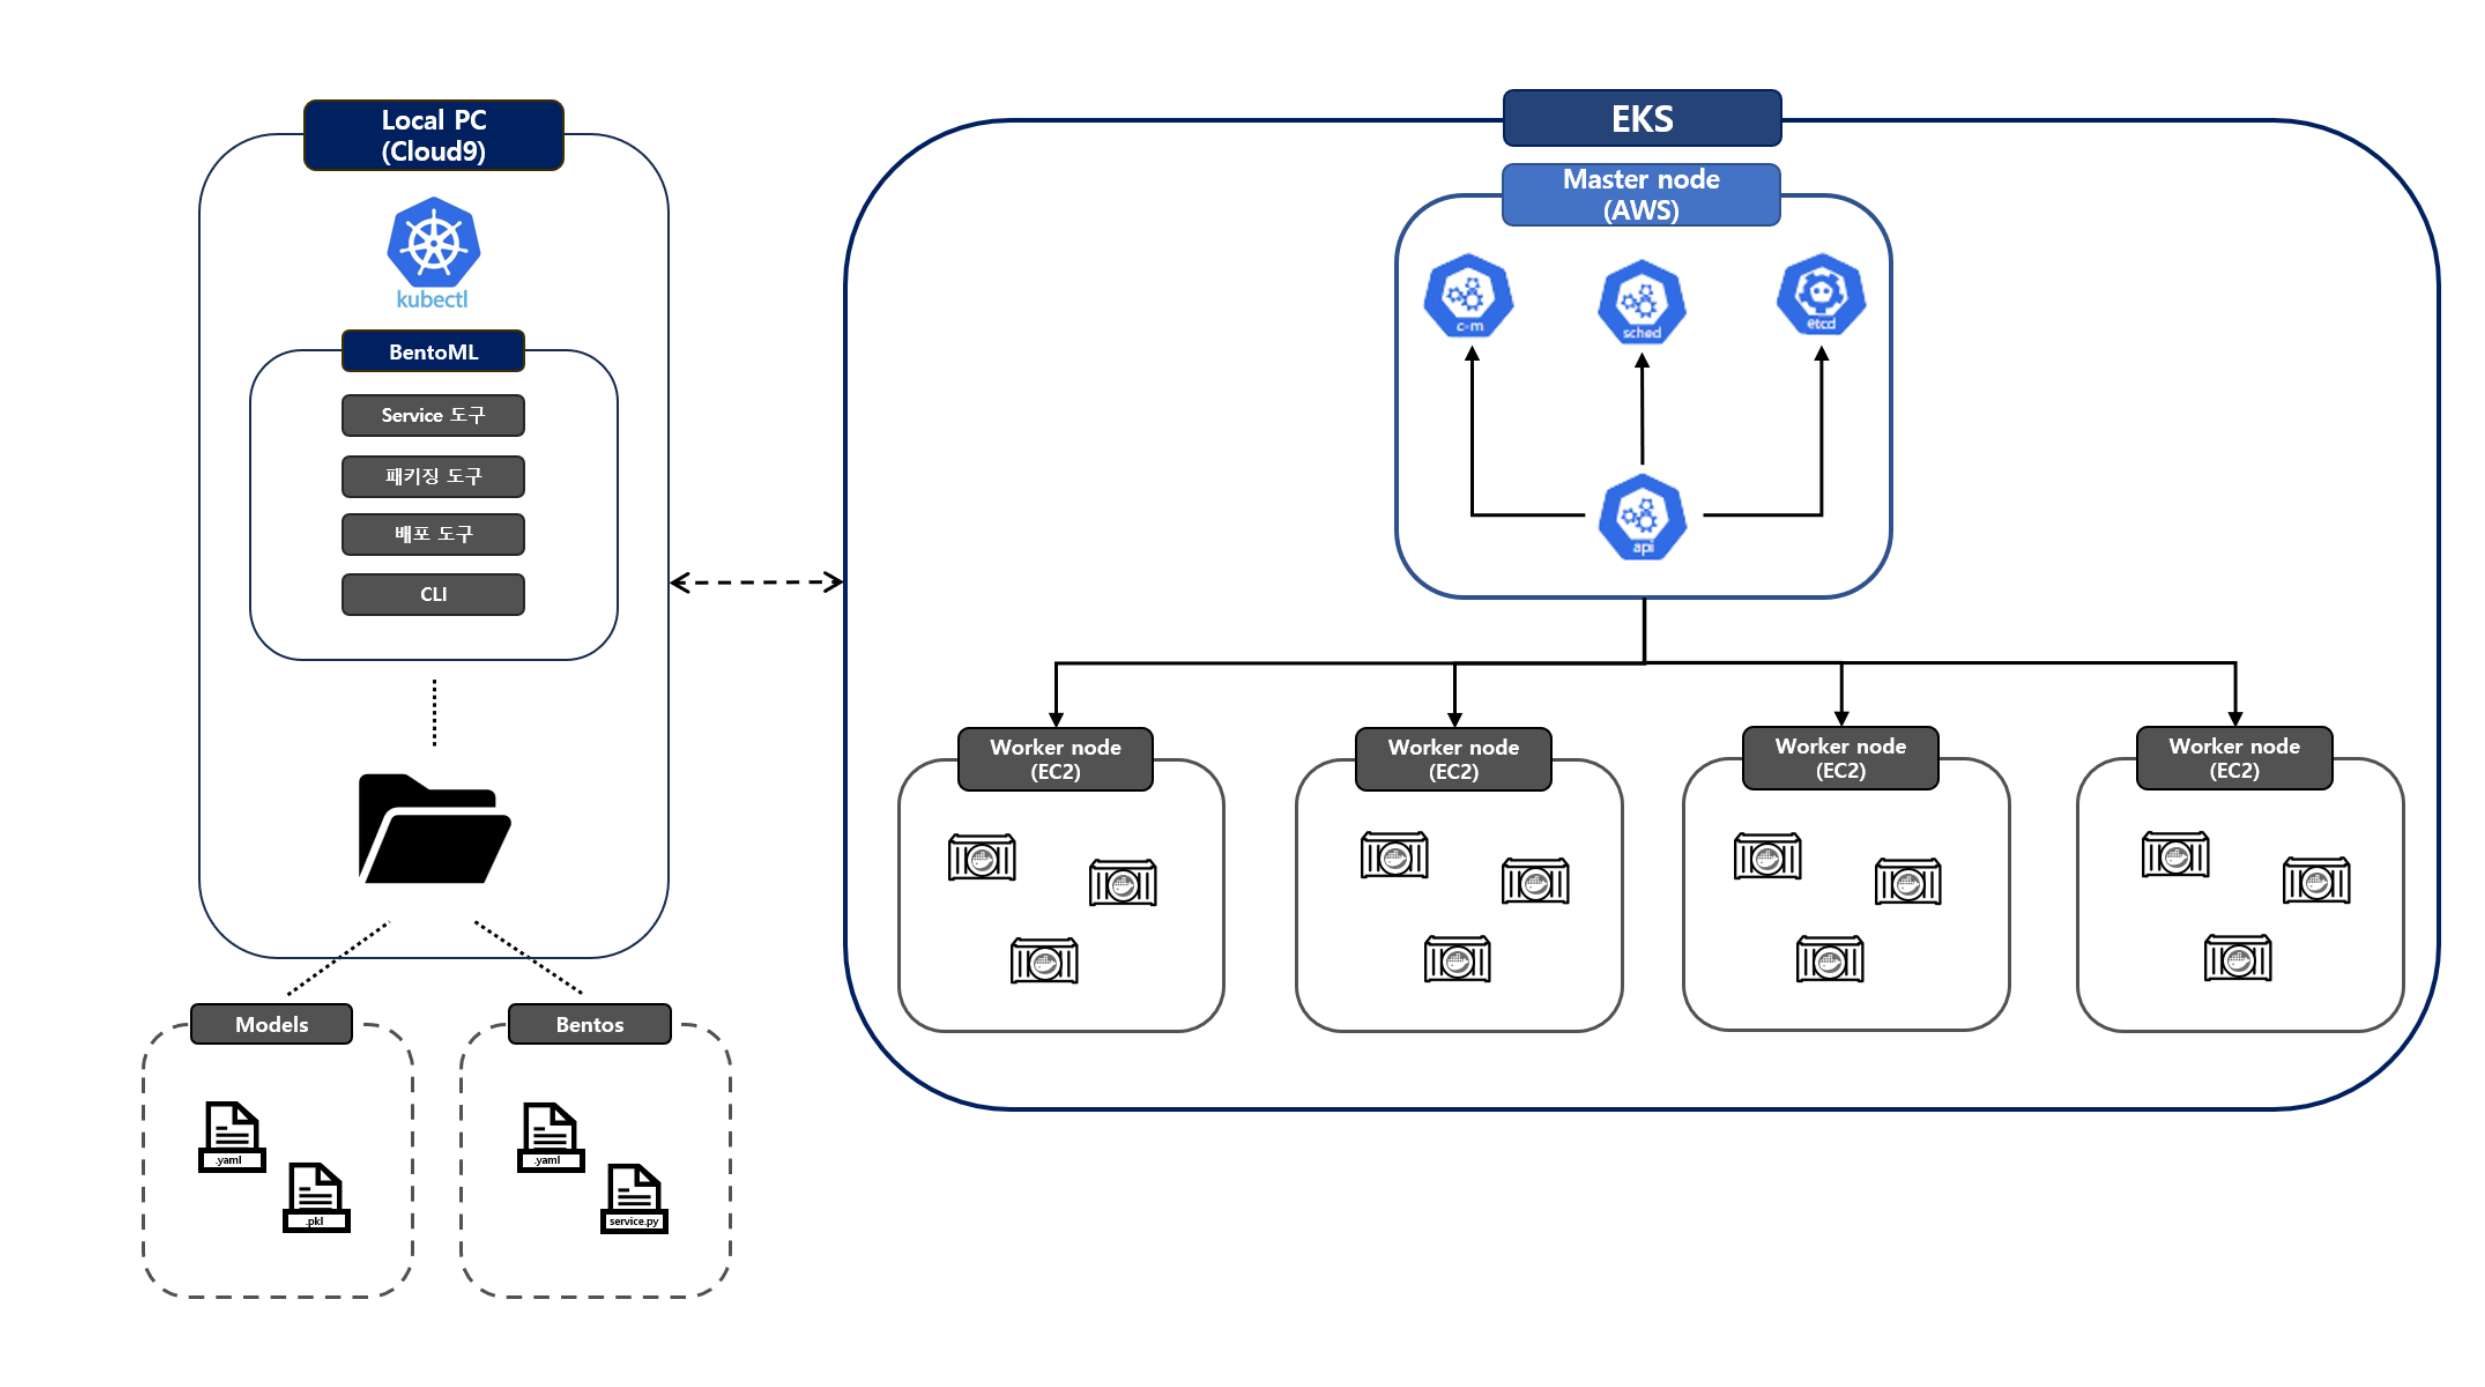 Local PC
(Cloud9)
kubectl
BentoML
Service 도구
패키징 도구
배포 도구
CLI
Models
.yaml
.pkl
Bentos
.yaml
service.py
EKS
Master node
(AWS)
c-m
sched
etcd
api
Worker node
(EC2)
Worker node
(EC2)
Worker node
(EC2)
Worker node
(EC2)